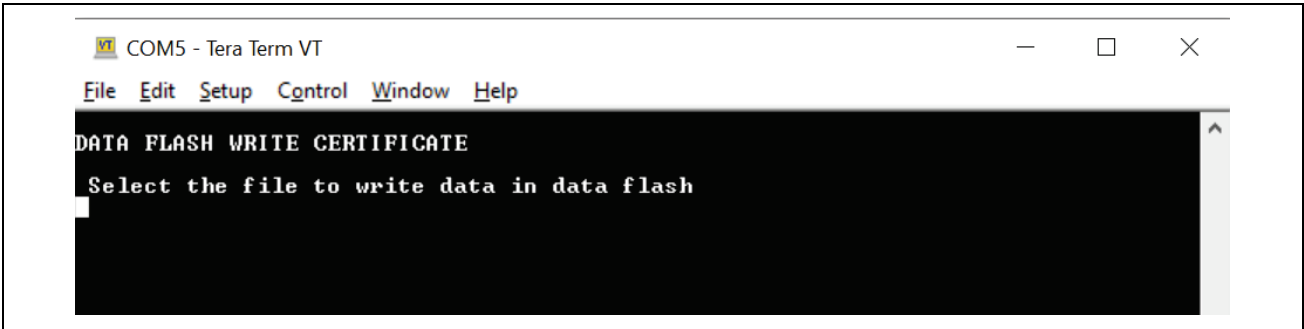 COM5 - Tera Term VT
File Edit Setup Control Window Help
DATA FLASH WRITE CERTIFICATE
Select the file to write data in data flash